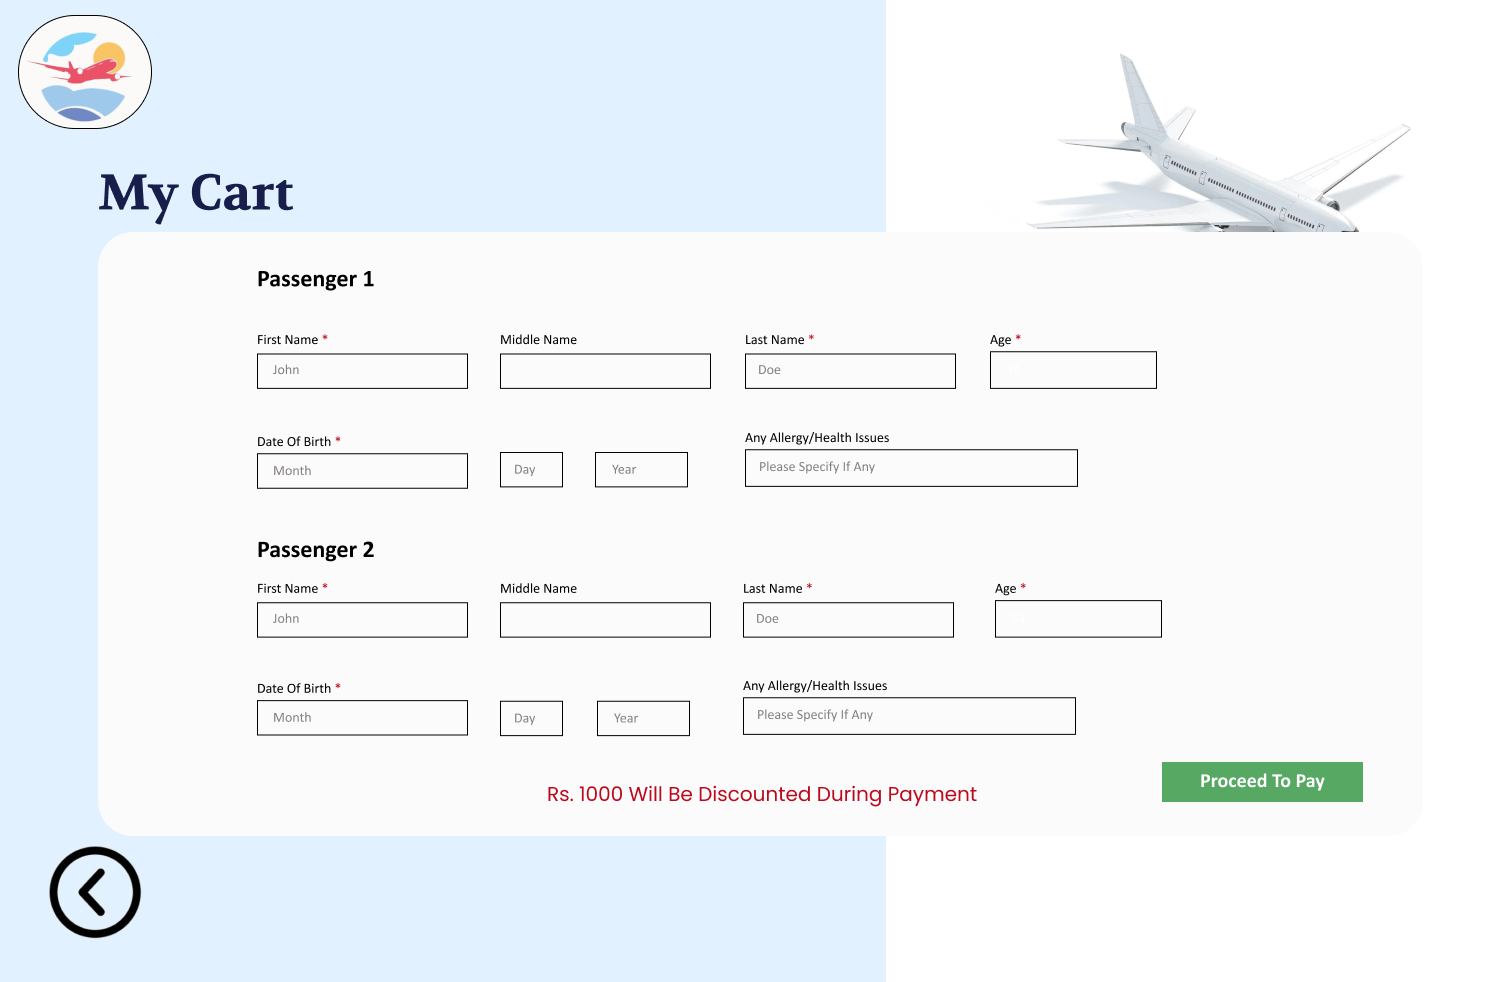 My Cart
Passenger 1
First Name * Middle Name Last Name * Age *
John Doe
Date Of Birth * Any Allergy/Health Issues
Month Day Year Please Specify If Any
Passenger 2
First Name * Middle Name Last Name * Age *
John Doe
Date Of Birth * Any Allergy/Health Issues
Month Day Year Please Specify If Any
Proceed To Pay
Rs. 1000 Will Be Discounted During Payment